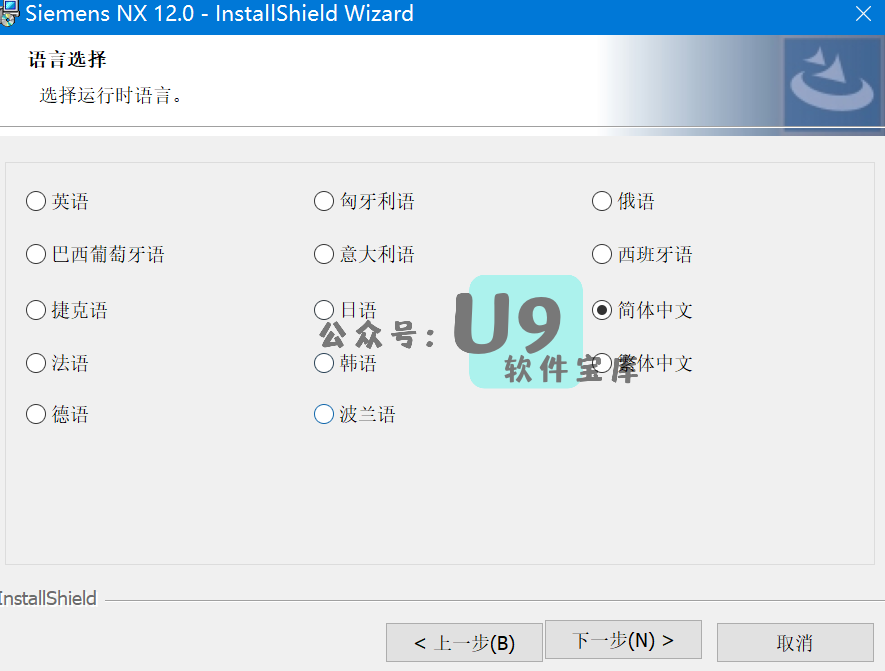 Siemens NX 12.0 - InstallShield Wizard
语言选择
选择运行时语言。
英语 匈牙利语 俄语
巴西葡萄牙语 意大利语 西班牙语
捷克语 日语 简体中文
公众号: U9
法语 韩语 繁体中文
软件宝库
德语 波兰语
InstallShield
< 上一步(B) 下一步(N) > 取消